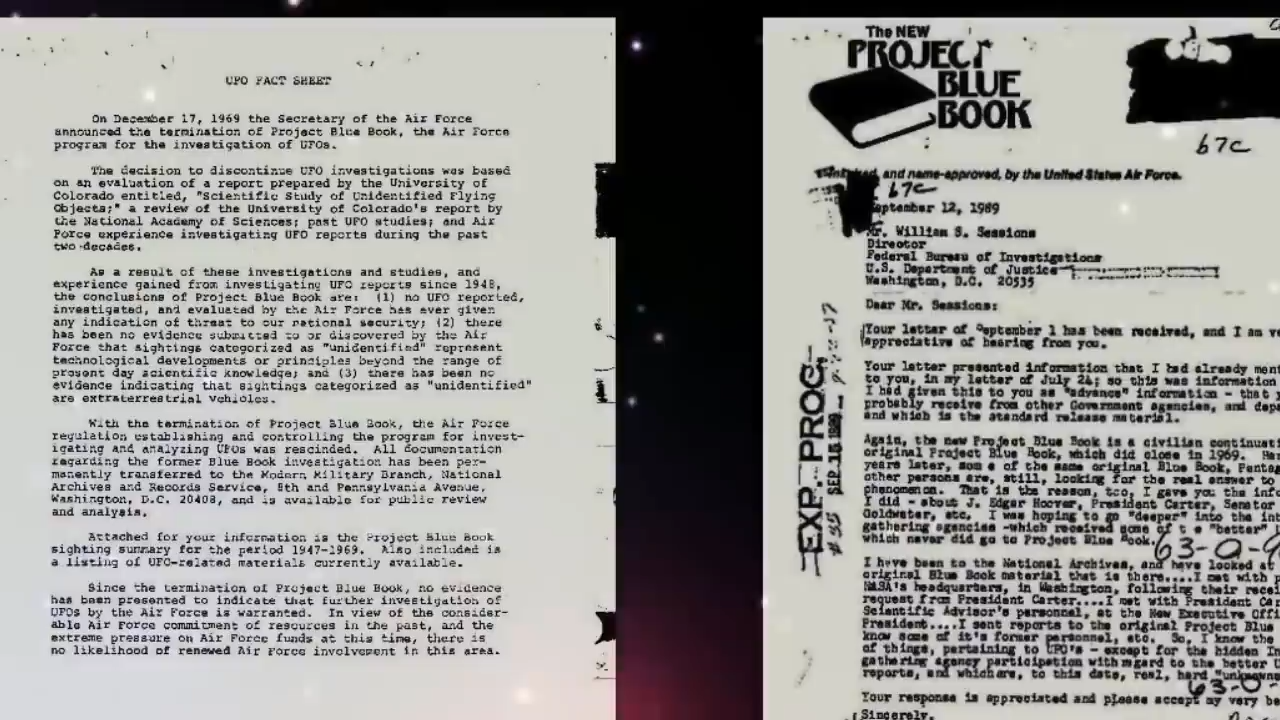 UFO FACT SHEET
On December 17, 1969 the Secretary of the Air Force
announced the termination of Project Blue Book, the Air Force
program for the investigation of UFOs.
The decision to discontinue UFO investigations was based
on an evaluation of a report prepared by the University of
Colorado entitled, "Scientific Study of Unidentified Flying
Objects;" a review of the University of Colorado's report by
the National Academy of Sciences; past UFO studies; and Air
Force experience investigating UFO reports during the past
two decades.
As a result of these investigations and studies, and
experience gained from investigating UFO reports since 1948,
the conclusions of Project Blue Book are: (1) no UFO reported,
investigated, and evaluated by the Air Force has ever given
any indication of threat to our national security; (2) there
has been no evidence submitted to or discovered by the Air
Force that sightings categorized as "unidentified" represent
technological developments or principles beyond the range of
present day scientific knowledge; and (3) there has been no
evidence indicating that sightings categorized as "unidentified"
are extraterrestrial vehicles.
With the termination of Project Blue Book, the Air Force
regulation establishing and controlling the program for invest-
igating and analyzing UFOs was rescinded. All documentation
regarding the former Blue Book investigation has been per-
manently transferred to the Modern Military Branch, National
Archives and Records Service, 8th and Pennsylvania Avenue,
Washington, D.C. 20408, and is available for public review
and analysis.
Attached for your information is the Project Blue Book
sighting summary for the period 1947-1969. Also included is
a listing of UFO-related materials currently available.
Since the termination of Project Blue Book, no evidence
has been presented to indicate that further investigation of
UFOs by the Air Force is warranted. In view of the consider-
able Air Force commitment of resources in the past, and the
extreme pressure on Air Force funds at this time, there is
no likelihood of renewed Air Force involvement in this area.
The NEW
PROJECT
BLUE
BOOK
67C
and name-approved, by the United States Air Force.
67C
September 12, 1989
Mr. William S. Sessions
Director
Federal Bureau of Investigations
U.S. Department of Justice
Washington, D.C. 20535
Dear Mr. Sessions:
Your letter of September 1 has been received, and I am
appreciative of hearing from you.
Your letter presented information that I had already
to you, in my letter of July 24; so this was information
I had given this to you as "advance" information - that
probably receive from other Government agencies, and
and which is the standard release material.
Again, the new Project Blue Book is a civilian
original Project Blue Book, which did close in 1969.
years later, some of the same original Blue Book,
other persons are, still, looking for the real answer to
phenomenon. That is the reason, too, I gave you the
I did - about J. Edgar Hoover, President Carter, Senator
Goldwater, etc. I was hoping to go "deeper" into the
gathering agencies -which received some of the "better"
which never did go to Project Blue Book.
63-0-
I have been to the National Archives, and have looked at
original Blue Book material that is there....I met with
NASA's headquarters, in Washington, following their
request from President Carter....I met with President
Scientific Advisor's personnel, at the New Executive
President....I sent reports to the original Project Blue
know some of it's former personnel, etc. So, I know the
of things, pertaining to UFO's - except for the hidden
gathering agency participation with regard to the better
reports, and which are, to this date, real, hard
63-0-
Your response is appreciated and please accept my very
Sincerely,
EXP. PROC.